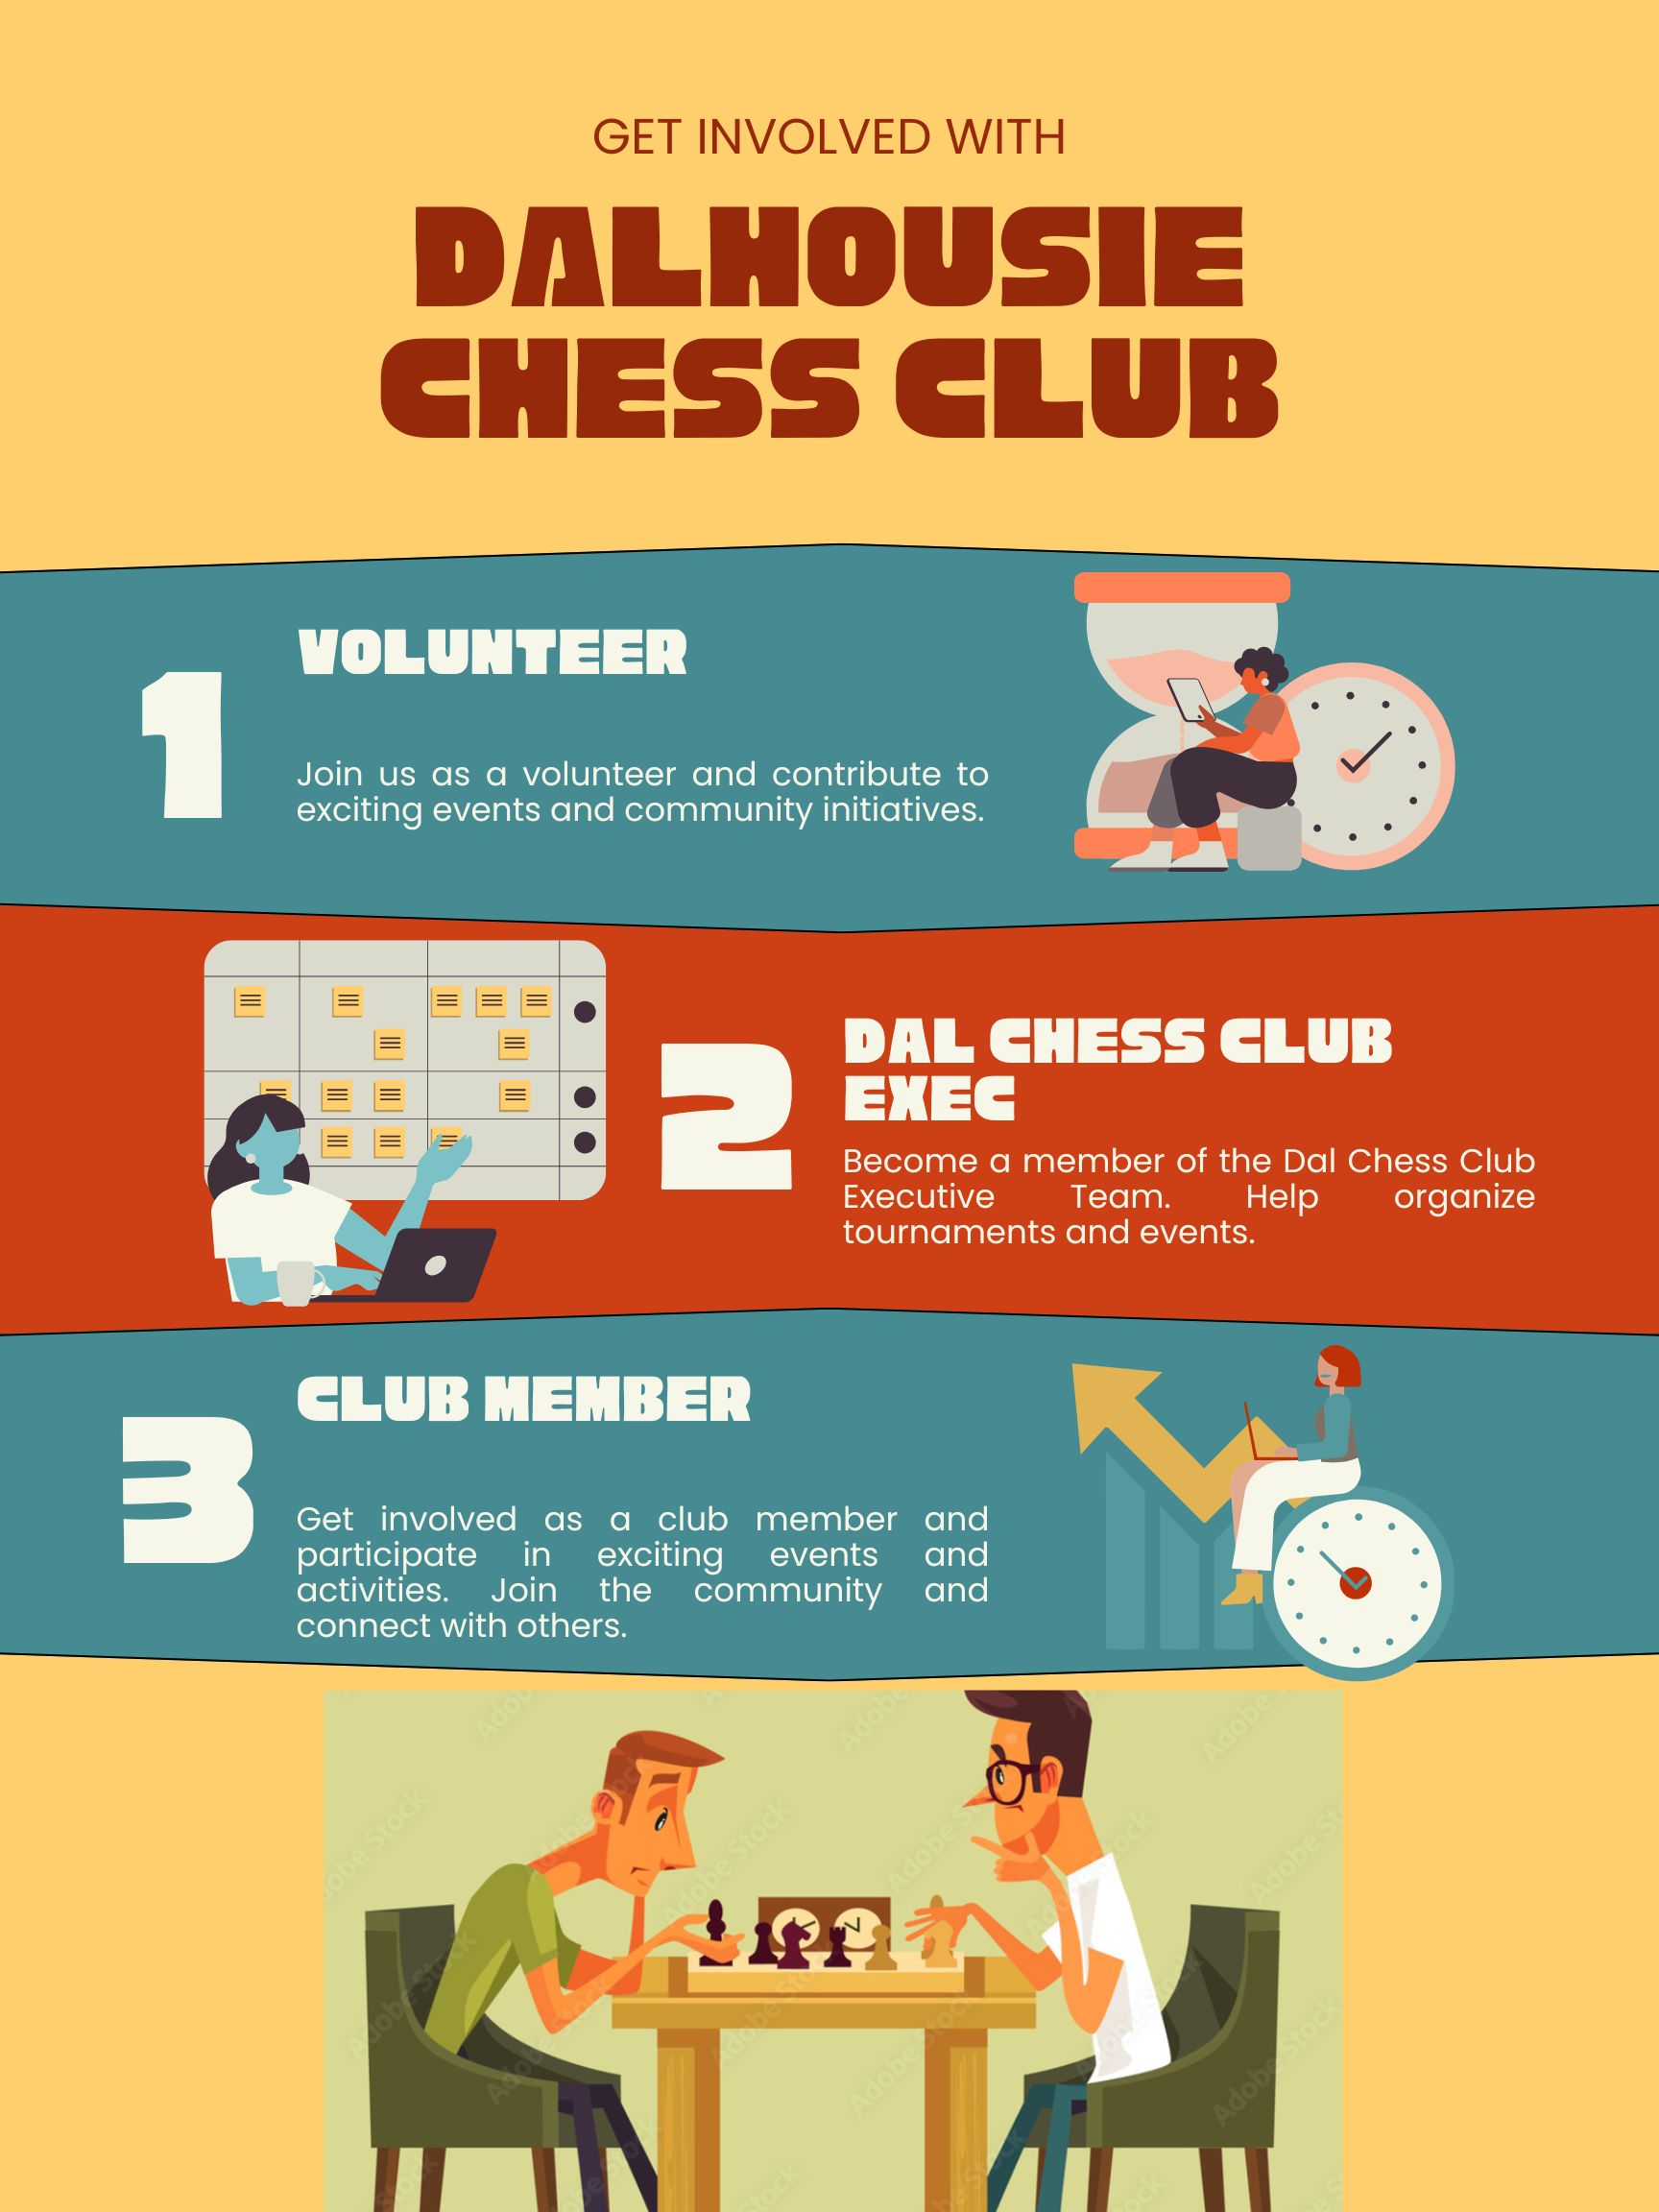 GET INVOLVED WITH
DALHOUSIE
CHESS CLUB
1
VOLUNTEER
Join us as a volunteer and contribute to
exciting events and community initiatives.
2
DAL CHESS CLUB
EXEC
Become a member of the Dal Chess Club
Executive Team. Help organize
tournaments and events.
3
CLUB MEMBER
Get involved as a club member and
participate in exciting events and
activities. Join the community and
connect with others.
Adobe Stock